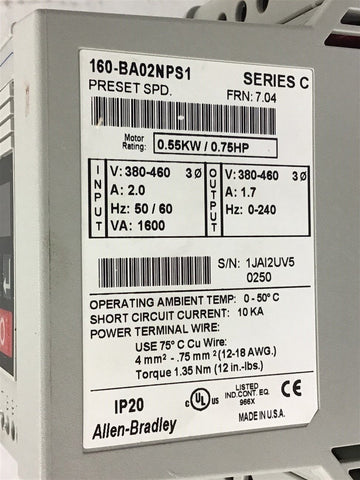 160-BA02NPS1 SERIES C
PRESET SPD. FRN: 7.04
Motor Rating: 0.55KW / 0.75HP
INPUT
V: 380-460 3Ø
A: 2.0
Hz: 50 / 60
VA: 1600
OUTPUT
V: 380-460 3Ø
A: 1.7
Hz: 0-240
S/N: 1JAI2UV5
0250
OPERATING AMBIENT TEMP: 0 - 50° C
SHORT CIRCUIT CURRENT: 10 KA
POWER TERMINAL WIRE:
USE 75° C Cu Wire:
4 mm² - .75 mm² (12-18 AWG.)
Torque 1.35 Nm (12 in.-lbs.)
IP20
Allen-Bradley
c UL US LISTED
IND.CONT. EQ.
966X
CE
MADE IN U.S.A.